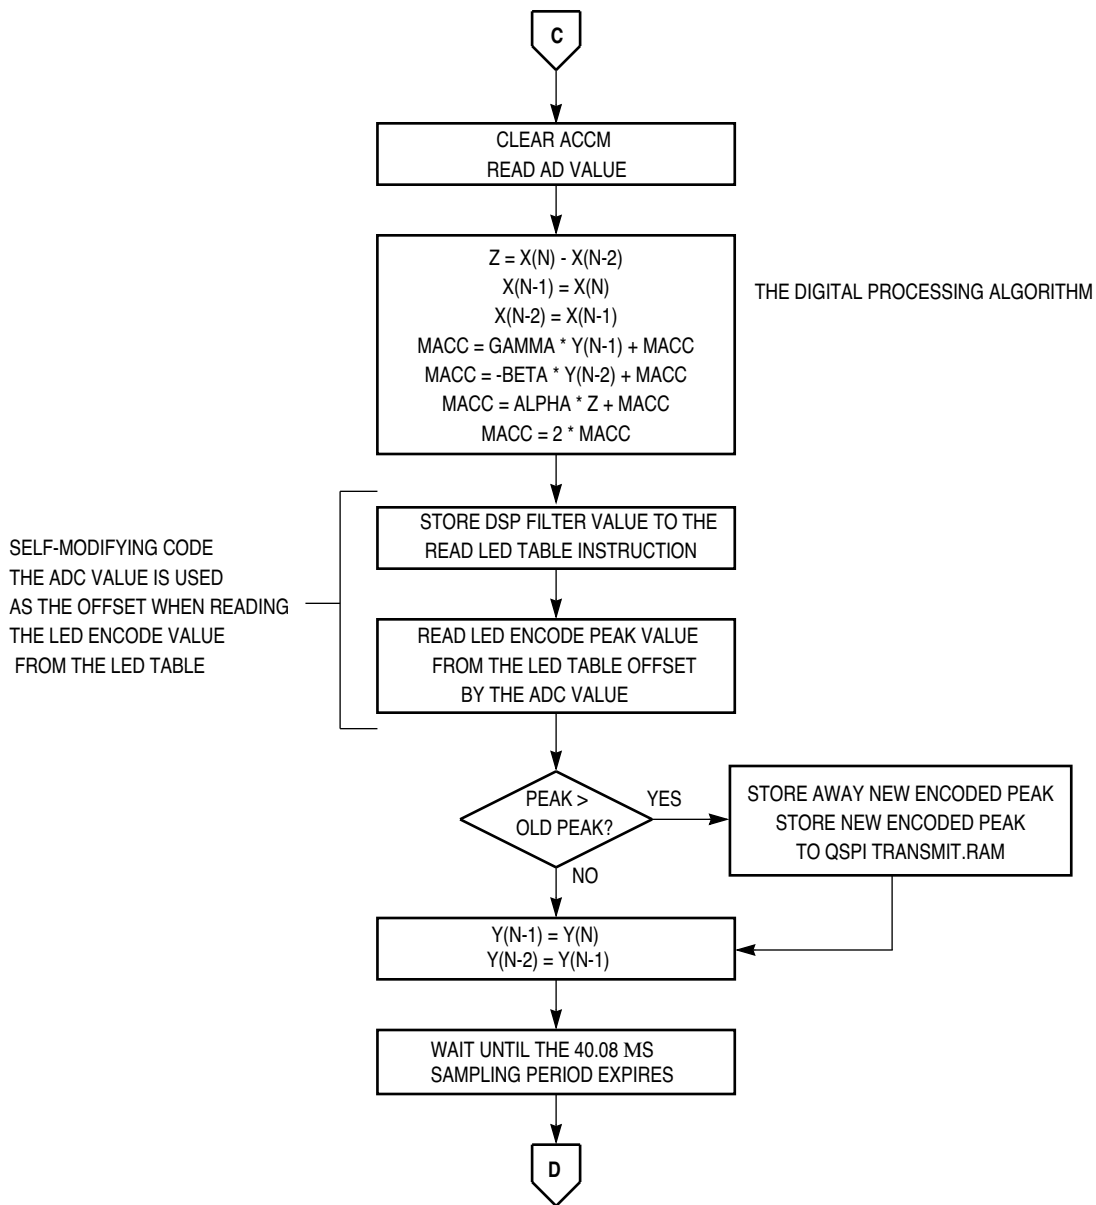 C
CLEAR ACCM
READ AD VALUE
Z = X(N) - X(N-2)
X(N-1) = X(N)
X(N-2) = X(N-1)
MACC = GAMMA * Y(N-1) + MACC
MACC = -BETA * Y(N-2) + MACC
MACC = ALPHA * Z + MACC
MACC = 2 * MACC
THE DIGITAL PROCESSING ALGORITHM
STORE DSP FILTER VALUE TO THE
READ LED TABLE INSTRUCTION
SELF-MODIFYING CODE
THE ADC VALUE IS USED
AS THE OFFSET WHEN READING
THE LED ENCODE VALUE
FROM THE LED TABLE
READ LED ENCODE PEAK VALUE
FROM THE LED TABLE OFFSET
BY THE ADC VALUE
PEAK >
OLD PEAK?
YES
STORE AWAY NEW ENCODED PEAK
STORE NEW ENCODED PEAK
TO QSPI TRANSMIT.RAM
NO
Y(N-1) = Y(N)
Y(N-2) = Y(N-1)
WAIT UNTIL THE 40.08 MS
SAMPLING PERIOD EXPIRES
D